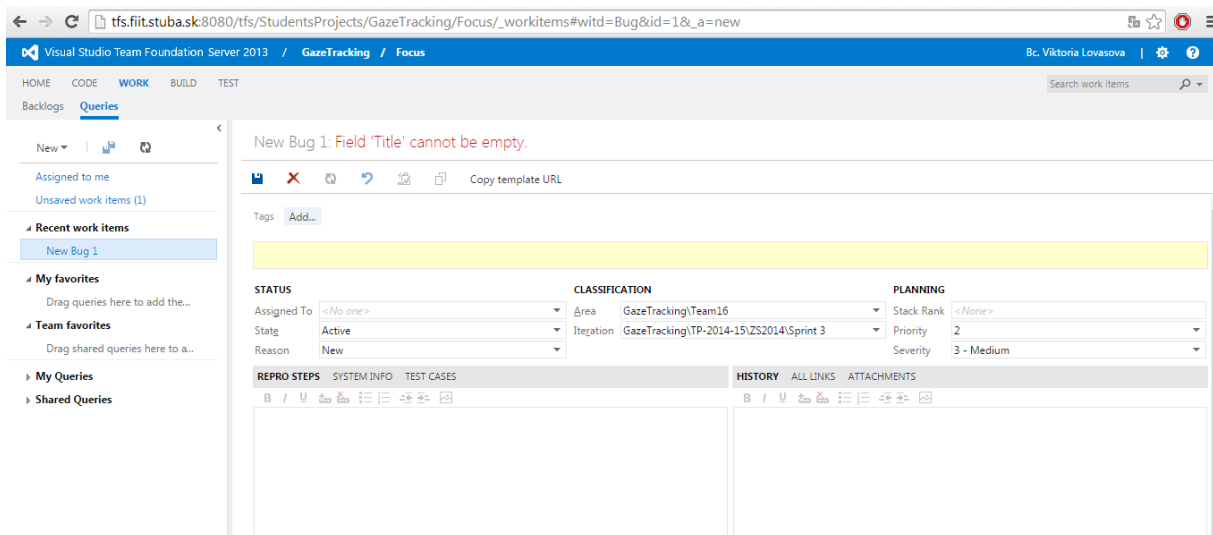 tfs.fiit.stuba.sk:8080/tfs/StudentsProjects/GazeTracking/Focus/_workitems#witd=Bug&id=1&_a=new
Visual Studio Team Foundation Server 2013 / GazeTracking / Focus Bc. Viktoria Lovasova | ?
HOME CODE WORK BUILD TEST Search work items
Backlogs Queries
New
Assigned to me
Unsaved work items (1)
Recent work items
New Bug 1
My favorites
Drag queries here to add the...
Team favorites
Drag shared queries here to a...
My Queries
Shared Queries
New Bug 1: Field 'Title' cannot be empty.
Copy template URL
Tags Add...
STATUS CLASSIFICATION PLANNING
Assigned To <No one> Area GazeTracking\Team16 Stack Rank <None>
State Active Iteration GazeTracking\TP-2014-15\ZS2014\Sprint 3 Priority 2
Reason New Severity 3 - Medium
REPRO STEPS SYSTEM INFO TEST CASES HISTORY ALL LINKS ATTACHMENTS
B I U B I U